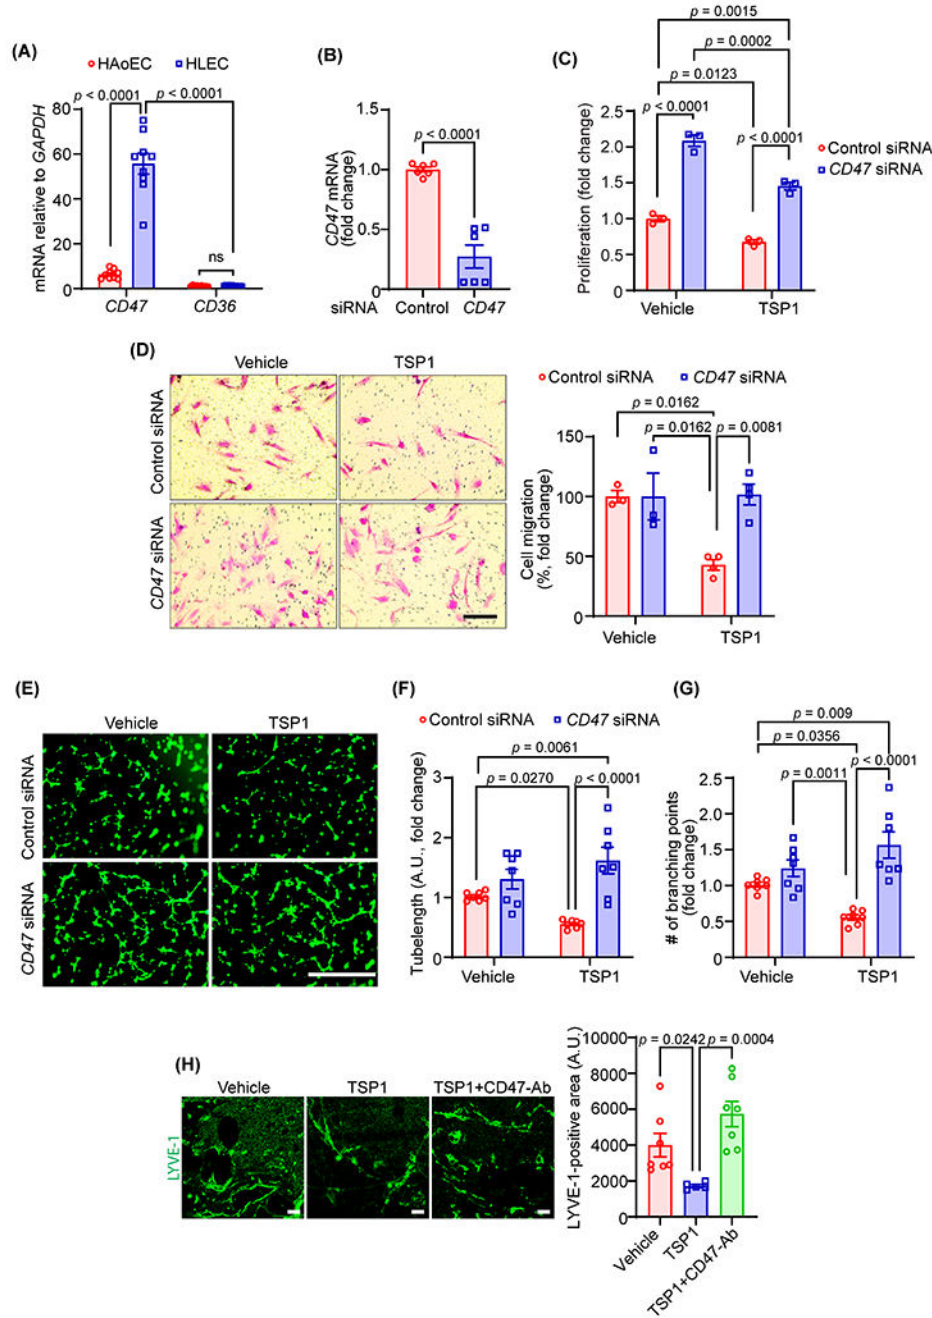 (A)
HAoEC HLEC
p < 0.0001 p < 0.0001
mRNA relative to GAPDH
80
60
40
20
0
ns
CD47 CD36
(B)
CD47 mRNA
(fold change)
1.5
1.0
0.5
0
p < 0.0001
siRNA Control CD47
(C)
p = 0.0015
p = 0.0002
p = 0.0123
p <0.0001
p <0.0001
Proliferation (fold change)
2.5
2.0
1.5
1.0
0.5
0
Vehicle TSP1
Control siRNA
CD47 siRNA
(D)
Vehicle TSP1
Control siRNA
CD47 siRNA
Control siRNA CD47 siRNA
p = 0.0162
p = 0.0162 p = 0.0081
Cell migration
(%, fold change)
150
100
50
0
Vehicle TSP1
(E)
Vehicle TSP1
Control siRNA
CD47 siRNA
(F)
Control siRNA CD47 siRNA
p = 0.0061
p = 0.0270 p <0.0001
Tubelength (A.U., fold change)
3
2
1
0
Vehicle TSP1
(G)
p = 0.009
p = 0.0356
p = 0.0011 p <0.0001
# of branching points
(fold change)
2.5
2.0
1.5
1.0
0.5
0
Vehicle TSP1
(H)
Vehicle TSP1 TSP1+CD47-Ab
LYVE-1
LYVE-1-positive area (A.U.)
10000
8000
6000
4000
2000
0
p = 0.0242 p = 0.0004
Vehicle
TSP1
TSP1+CD47-Ab